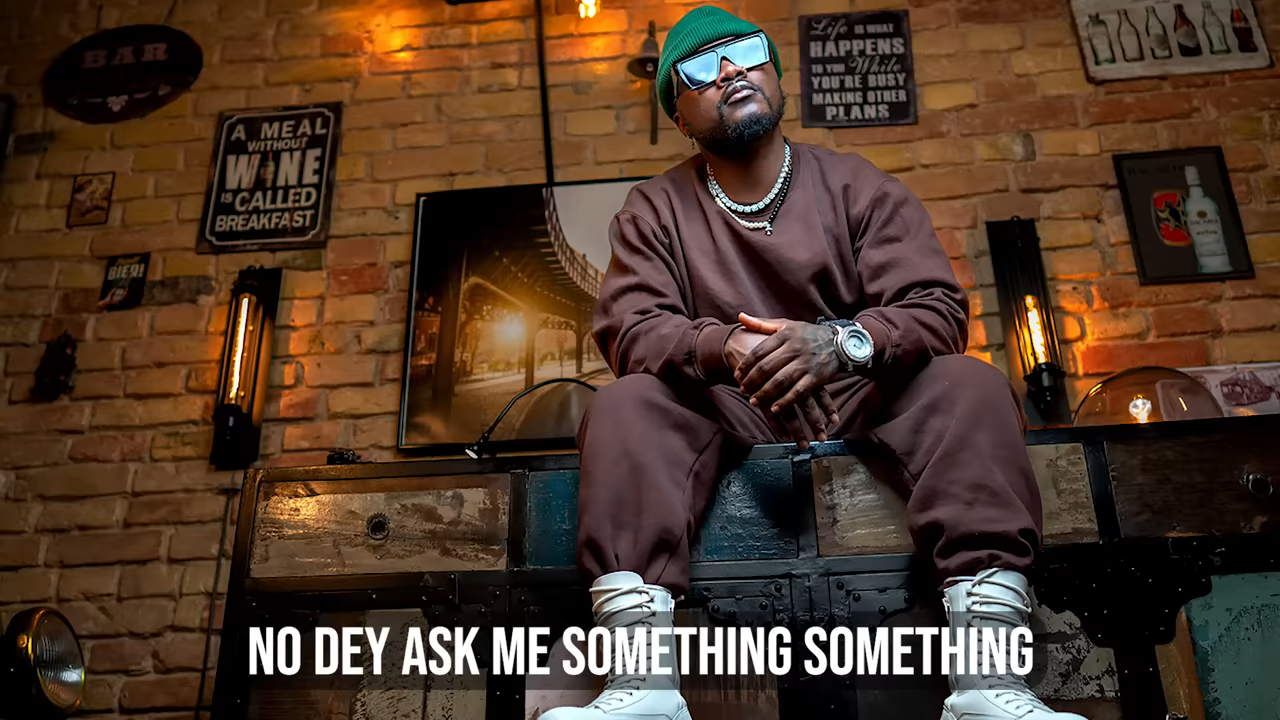 BAR
A MEAL
WITHOUT
WINE
IS CALLED
BREAKFAST
BIER!
Life IS WHAT
HAPPENS
TO YOU While
YOU'RE BUSY
MAKING OTHER
PLANS
NO DEY ASK ME SOMETHING SOMETHING